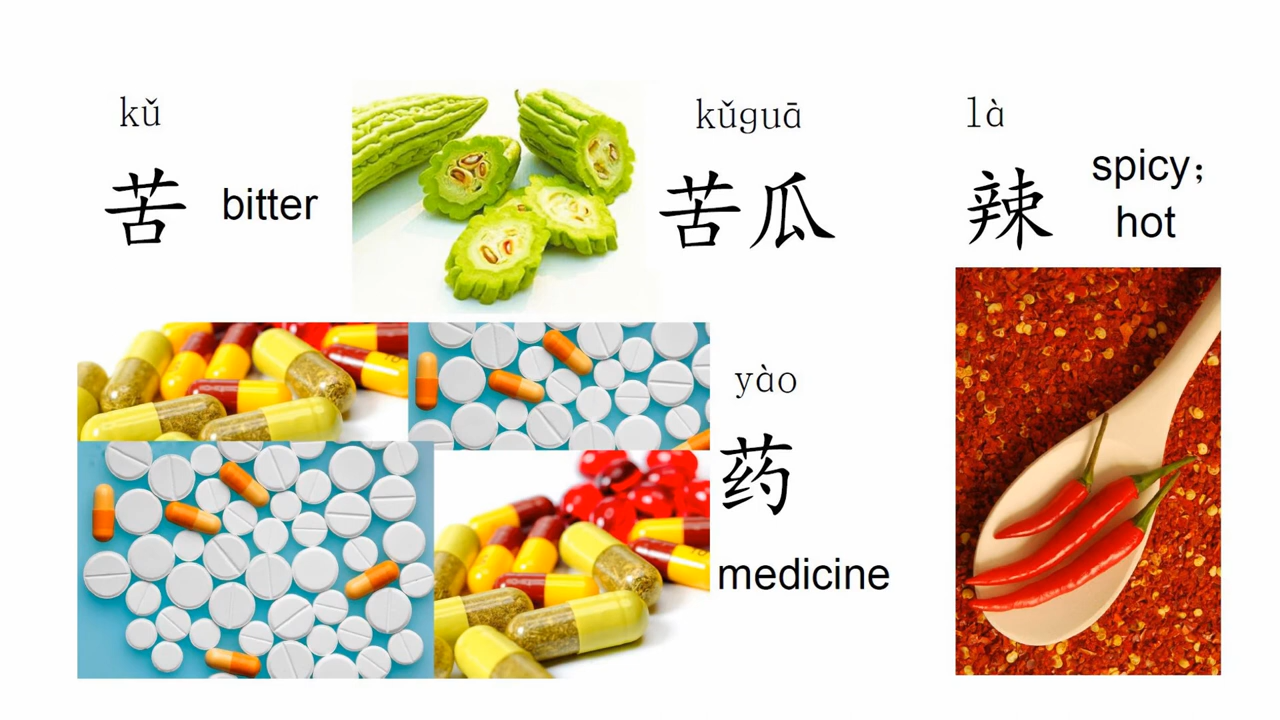 kǔ
苦
bitter
kǔguā
苦瓜
là
辣
spicy；
hot
yào
药
medicine